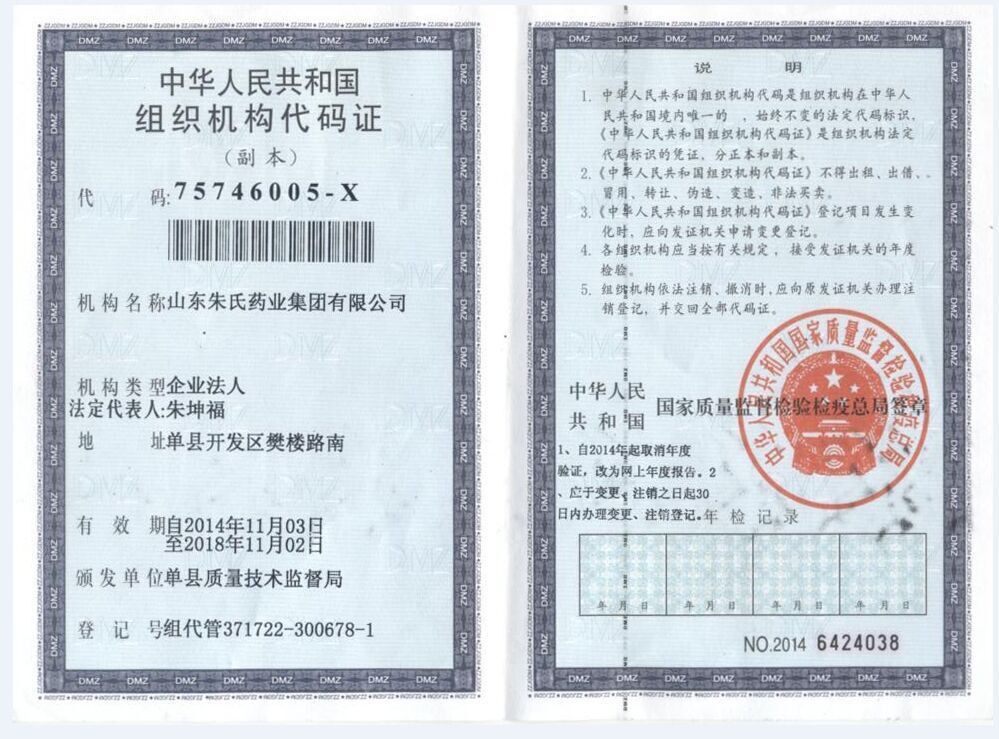 中华人民共和国
组织机构代码证
（副本）
代 码:75746005-X
机构名称山东朱氏药业集团有限公司
机构类型企业法人
法定代表人:朱坤福
地 址单县开发区樊楼路南
有 效 期自2014年11月03日
至2018年11月02日
颁发单位单县质量技术监督局
登 记 号组代管371722-300678-1
说 明
1. 中华人民共和国组织机构代码是组织机构在中华人
民共和国境内唯一的 ，始终不变的法定代码标识，
《中华人民共和国组织机构代码证》是组织机构法定
代码标识的凭证，分正本和副本。
2.《中华人民共和国组织机构代码证》不得出租、出借、
冒用、转让、伪造、变造、非法买卖。
3.《中华人民共和国组织机构代码证》登记项目发生变
化时，应向发证机关申请变更登记。
4. 各组织机构应当按有关规定，接受发证机关的年度
检验。
5. 组织机构依法注销、撤消时,应向原发证机关办理注
销登记，并交回全部代码证。
中华人民
共和国
国家质量监督检验检疫总局签章
中华人民共和国国家质量监督检验检疫总局
1、自2014年起取消年度
验证，改为网上年度报告。2
、应于变更、注销之日起30
日内办理变更、注销登记。年检记录
年 月 日 年 月 日 年 月 日 年 月 日
NO.2014 6424038